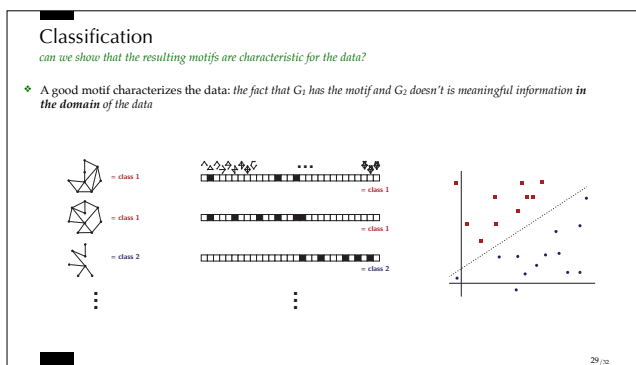 Classification
can we show that the resulting motifs are characteristic for the data?
❖ A good motif characterizes the data: the fact that G1 has the motif and G2 doesn't is meaningful information in
the domain of the data
= class 1
= class 1
= class 1
= class 1
= class 2
= class 2
29/32